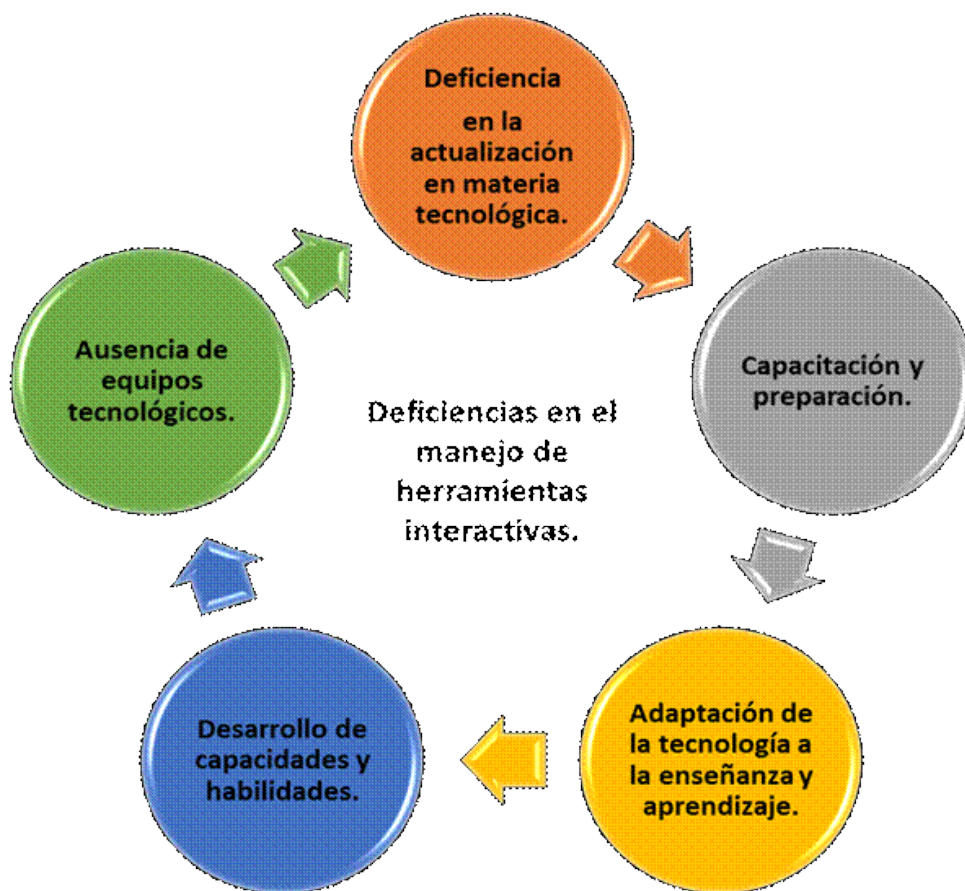 Deficiencia
en la
actualización
en materia
tecnológica.
Capacitación y
preparación.
Adaptación de
la tecnología a
la enseñanza y
aprendizaje.
Desarrollo de
capacidades y
habilidades.
Ausencia de
equipos
tecnológicos.
Deficiencias en el
manejo de
herramientas
interactivas.